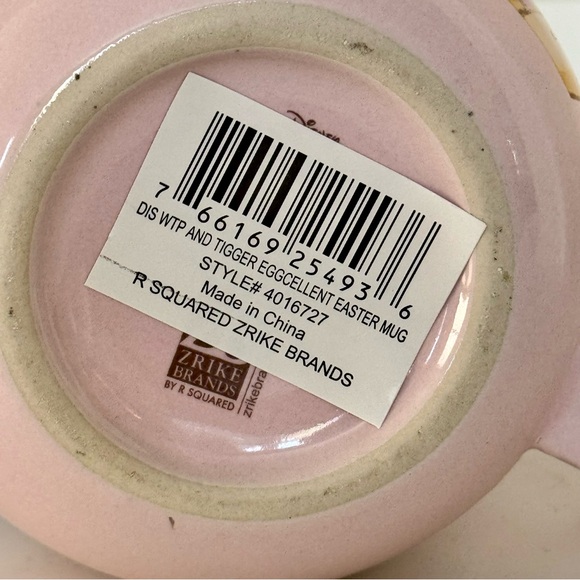 Disney
7 66169 25493 6
DIS WTP AND TIGGER EGGCELLENT EASTER MUG
STYLE# 4016727
Made in China
R SQUARED ZRIKE BRANDS
ZRIKE
BRANDS
BY R SQUARED